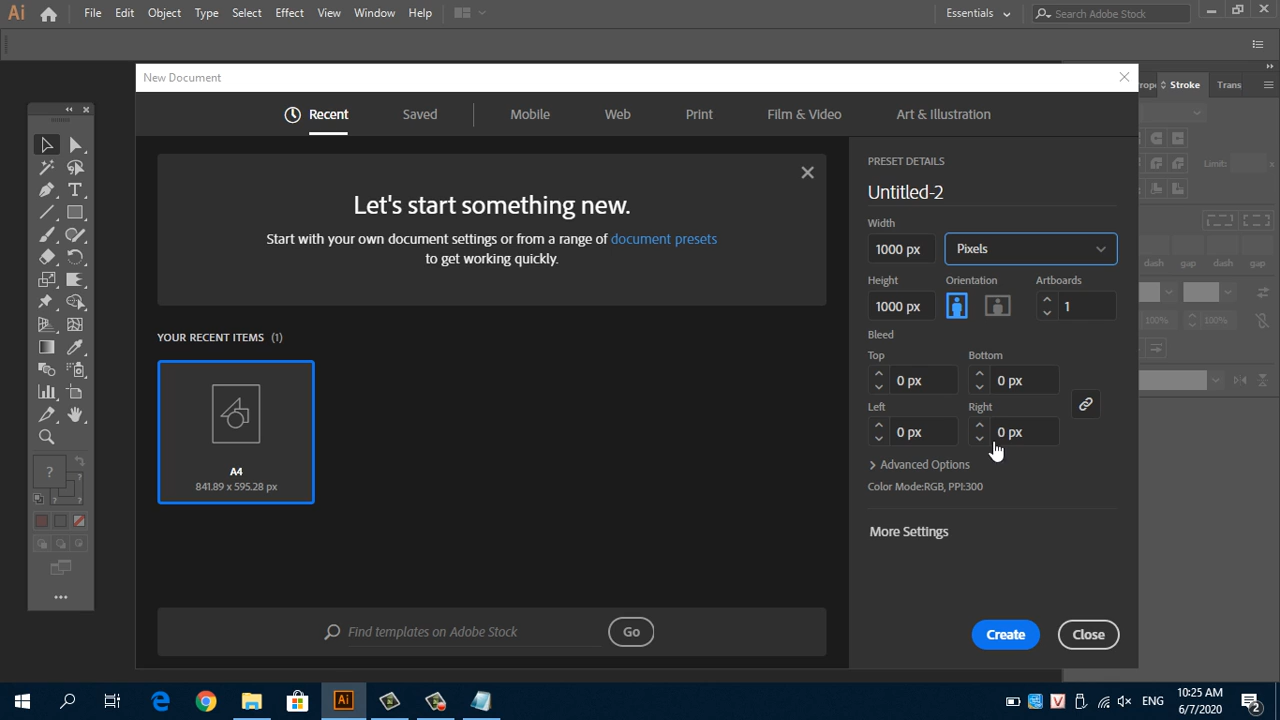 Ai File Edit Object Type Select Effect View Window Help Essentials Search Adobe Stock
Stroke Trans
New Document
Recent Saved Mobile Web Print Film & Video Art & Illustration
Let's start something new.
Start with your own document settings or from a range of document presets
to get working quickly.
YOUR RECENT ITEMS (1)
A4
841.89 x 595.28 px
Find templates on Adobe Stock Go
PRESET DETAILS
Untitled-2
Width
1000 px Pixels
Height Orientation Artboards
1000 px 1
Bleed
Top Bottom
0 px 0 px
Left Right
0 px 0 px
Advanced Options
Color Mode:RGB, PPI:300
More Settings
Create Close
Limit: x
dash gap dash gap
100% 100%
? ? ?
Ai ENG 10:25 AM
6/7/2020 2